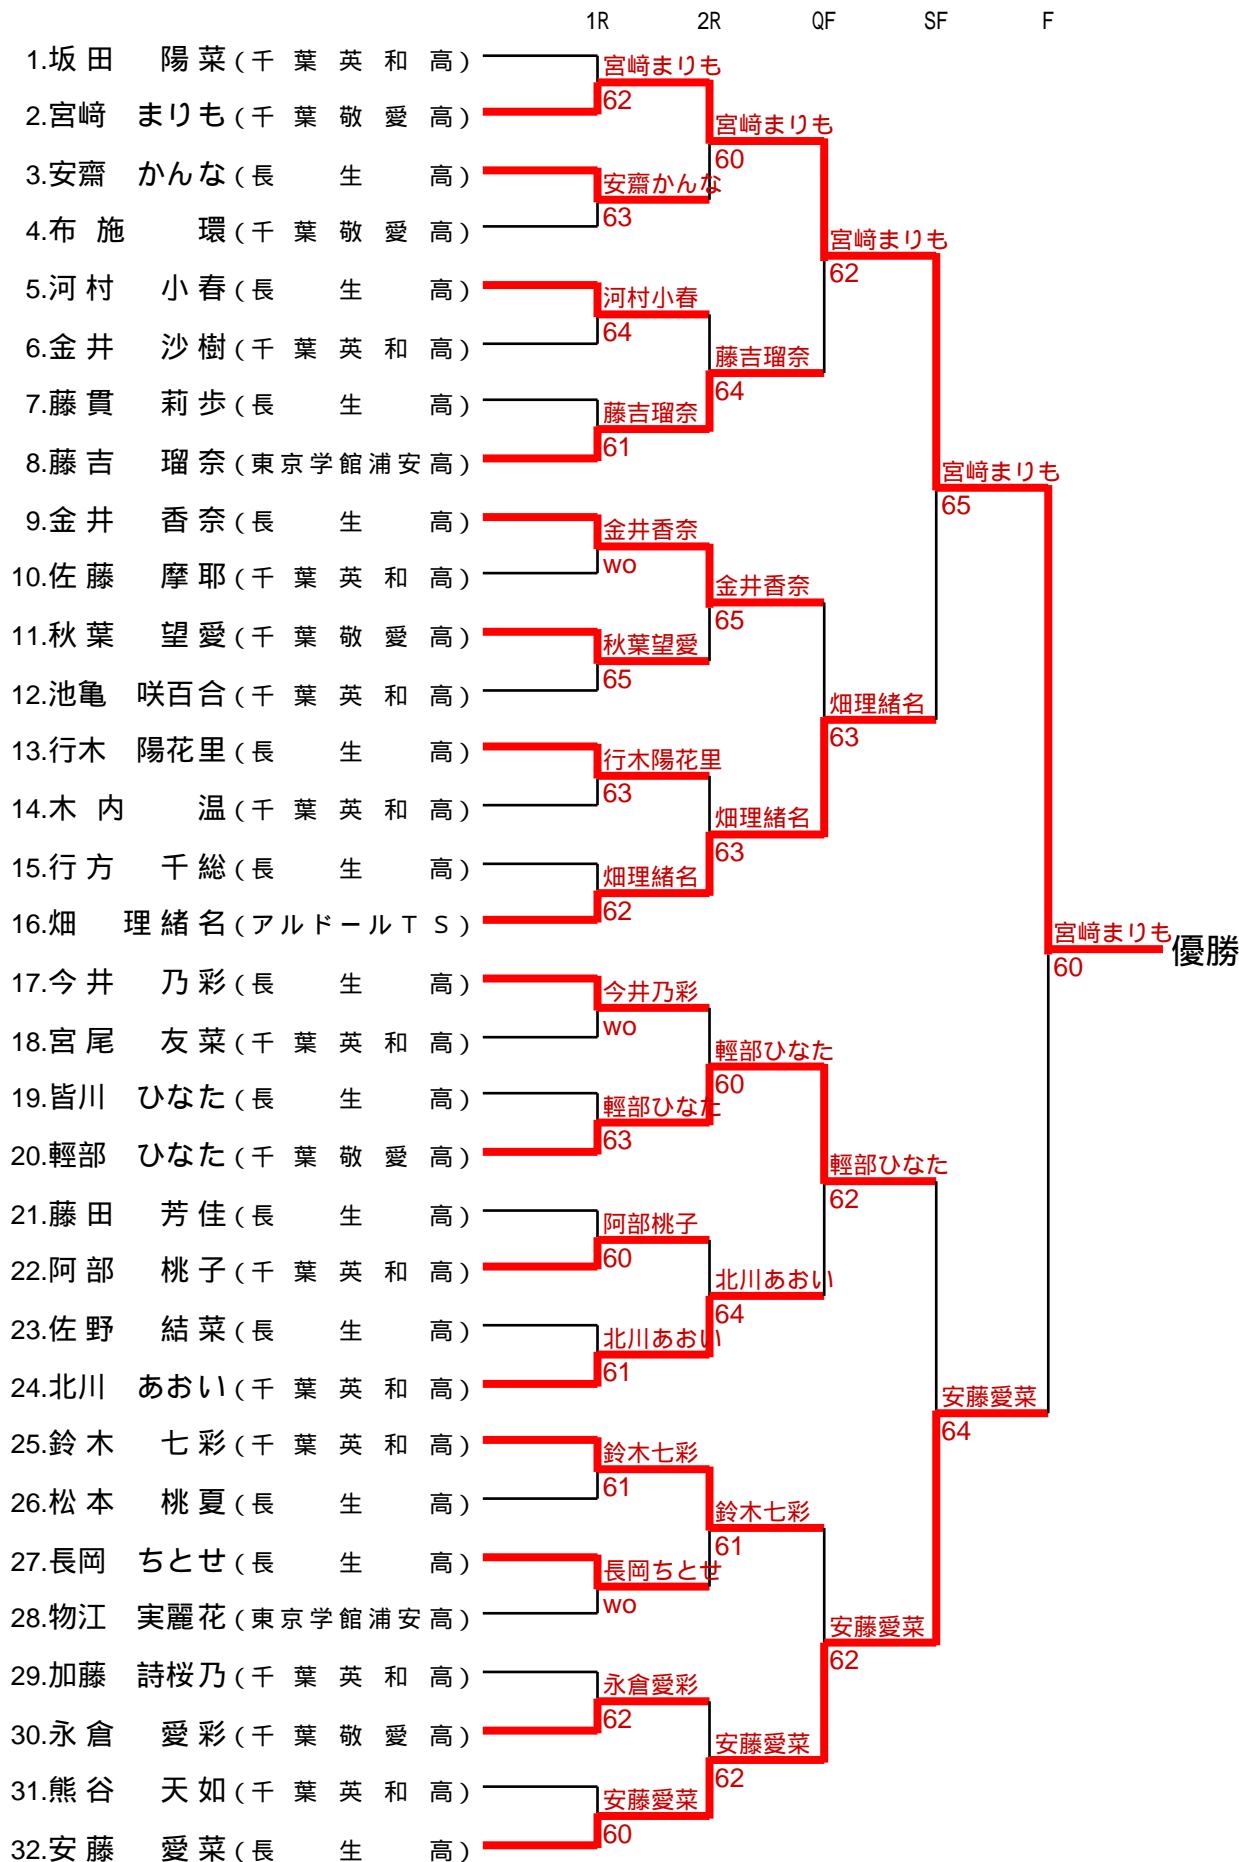 1R 2R QF SF F
1.坂田 陽菜(千葉英和高)
宮﨑まりも
62
2.宮﨑 まりも(千葉敬愛高)
宮﨑まりも
60
3.安齋 かんな(長生高)
安齋かんな
63
4.布施 環(千葉敬愛高)
宮﨑まりも
62
5.河村 小春(長生高)
河村小春
64
6.金井 沙樹(千葉英和高)
藤吉瑠奈
64
7.藤貫 莉歩(長生高)
藤吉瑠奈
61
8.藤吉 瑠奈(東京学館浦安高)
宮﨑まりも
65
9.金井 香奈(長生高)
金井香奈
wo
10.佐藤 摩耶(千葉英和高)
金井香奈
65
11.秋葉 望愛(千葉敬愛高)
秋葉望愛
65
12.池亀 咲百合(千葉英和高)
畑理緒名
63
13.行木 陽花里(長生高)
行木陽花里
63
14.木内 温(千葉英和高)
畑理緒名
63
15.行方 千総(長生高)
畑理緒名
62
16.畑 理緒名(アルドールTS)
宮﨑まりも
60
優勝
17.今井 乃彩(長生高)
今井乃彩
wo
18.宮尾 友菜(千葉英和高)
輕部ひなた
60
19.皆川 ひなた(長生高)
輕部ひなた
63
20.輕部 ひなた(千葉敬愛高)
輕部ひなた
62
21.藤田 芳佳(長生高)
阿部桃子
60
22.阿部 桃子(千葉英和高)
北川あおい
64
23.佐野 結菜(長生高)
北川あおい
61
24.北川 あおい(千葉英和高)
安藤愛菜
64
25.鈴木 七彩(千葉英和高)
鈴木七彩
61
26.松本 桃夏(長生高)
鈴木七彩
61
27.長岡 ちとせ(長生高)
長岡ちとせ
wo
28.物江 実麗花(東京学館浦安高)
安藤愛菜
62
29.加藤 詩桜乃(千葉英和高)
永倉愛彩
62
30.永倉 愛彩(千葉敬愛高)
安藤愛菜
62
31.熊谷 天如(千葉英和高)
安藤愛菜
60
32.安藤 愛菜(長生高)